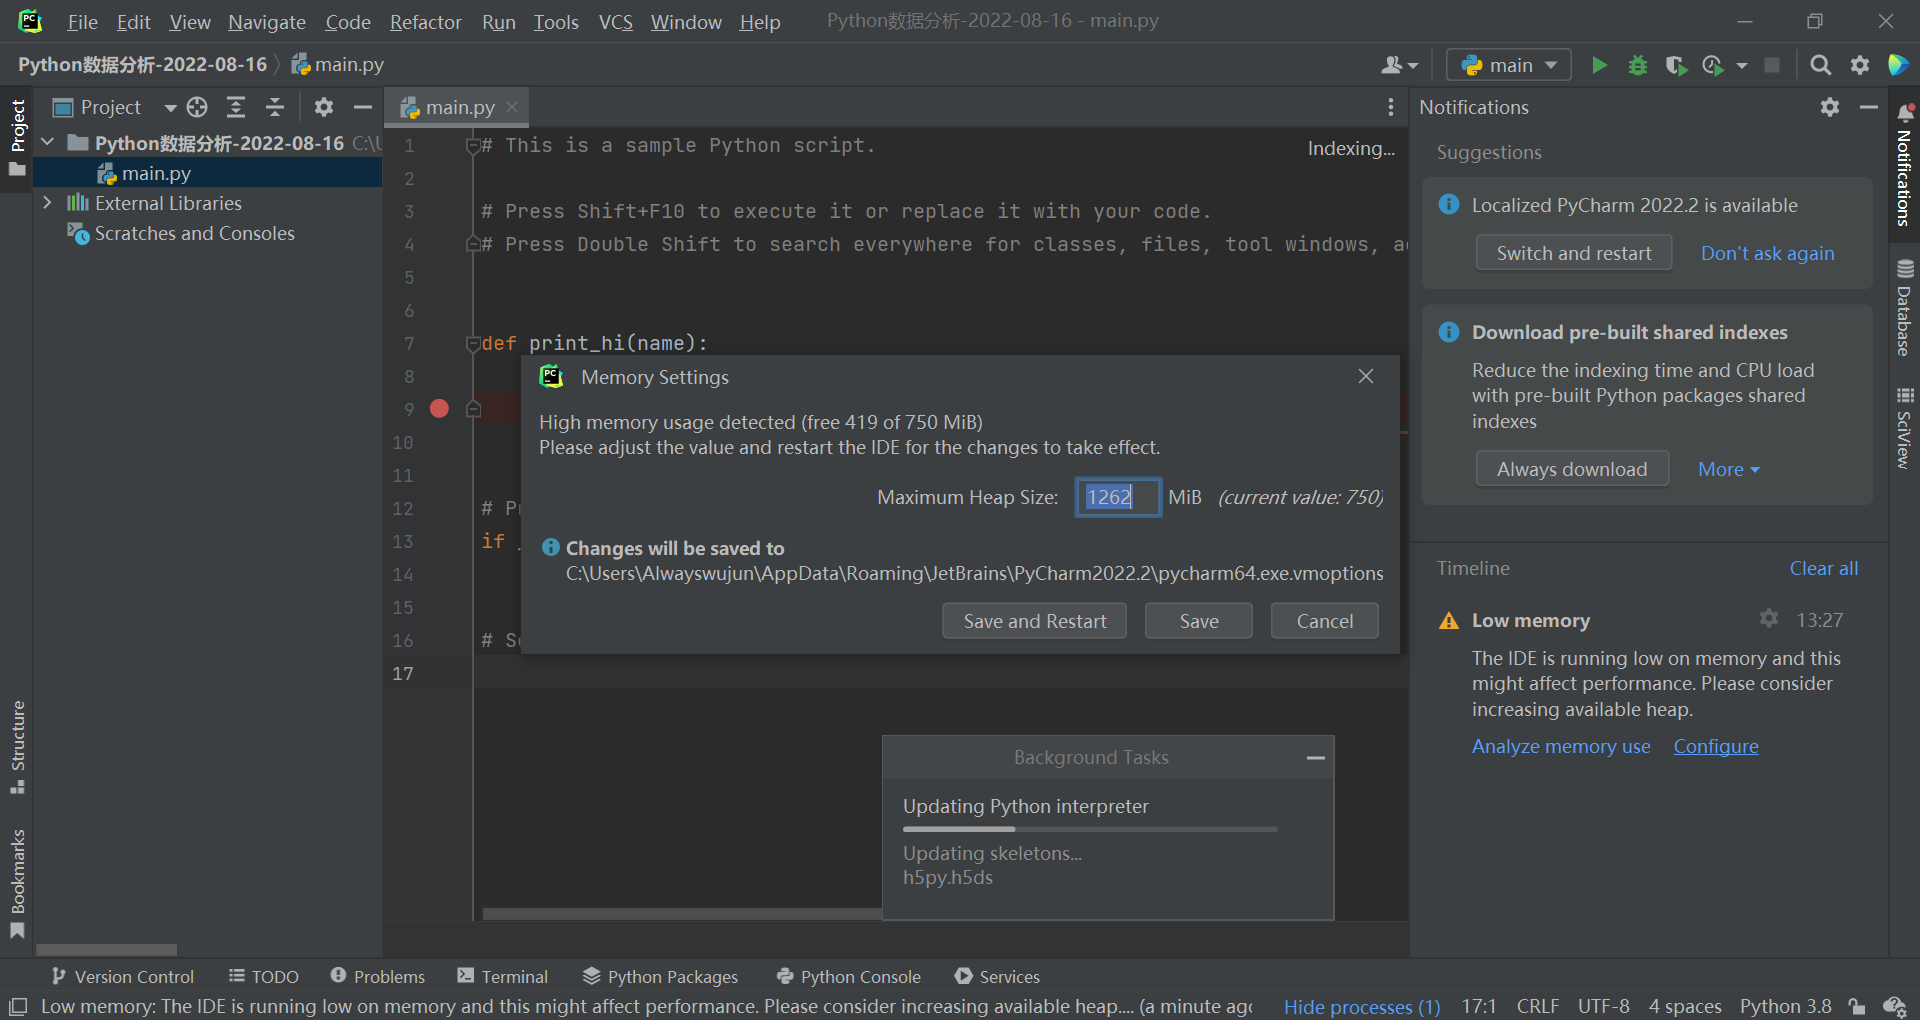 File Edit View Navigate Code Refactor Run Tools VCS Window Help Python数据分析-2022-08-16 - main.py
Python数据分析-2022-08-16 main.py
main
Project
main.py
Notifications
Project
Python数据分析-2022-08-16 C:\U
main.py
External Libraries
Scratches and Consoles
Structure
Bookmarks
1 # This is a sample Python script.
Indexing...
2
3 # Press Shift+F10 to execute it or replace it with your code.
4 # Press Double Shift to search everywhere for classes, files, tool windows, a
5
6
7 def print_hi(name):
8
9
10
11
12 # P
13 if _
14
15
16 # S
17
PC Memory Settings
High memory usage detected (free 419 of 750 MiB)
Please adjust the value and restart the IDE for the changes to take effect.
Maximum Heap Size: 1262 MiB (current value: 750)
Changes will be saved to
C:\Users\Alwayswujun\AppData\Roaming\JetBrains\PyCharm2022.2\pycharm64.exe.vmoptions
Save and Restart Save Cancel
Background Tasks
Updating Python interpreter
Updating skeletons...
h5py.h5ds
Suggestions
Localized PyCharm 2022.2 is available
Switch and restart Don't ask again
Download pre-built shared indexes
Reduce the indexing time and CPU load
with pre-built Python packages shared
indexes
Always download More
Timeline Clear all
Low memory 13:27
The IDE is running low on memory and this
might affect performance. Please consider
increasing available heap.
Analyze memory use Configure
Notifications
Database
SciView
Version Control TODO Problems Terminal Python Packages Python Console Services
Low memory: The IDE is running low on memory and this might affect performance. Please consider increasing available heap.... (a minute ago Hide processes (1) 17:1 CRLF UTF-8 4 spaces Python 3.8